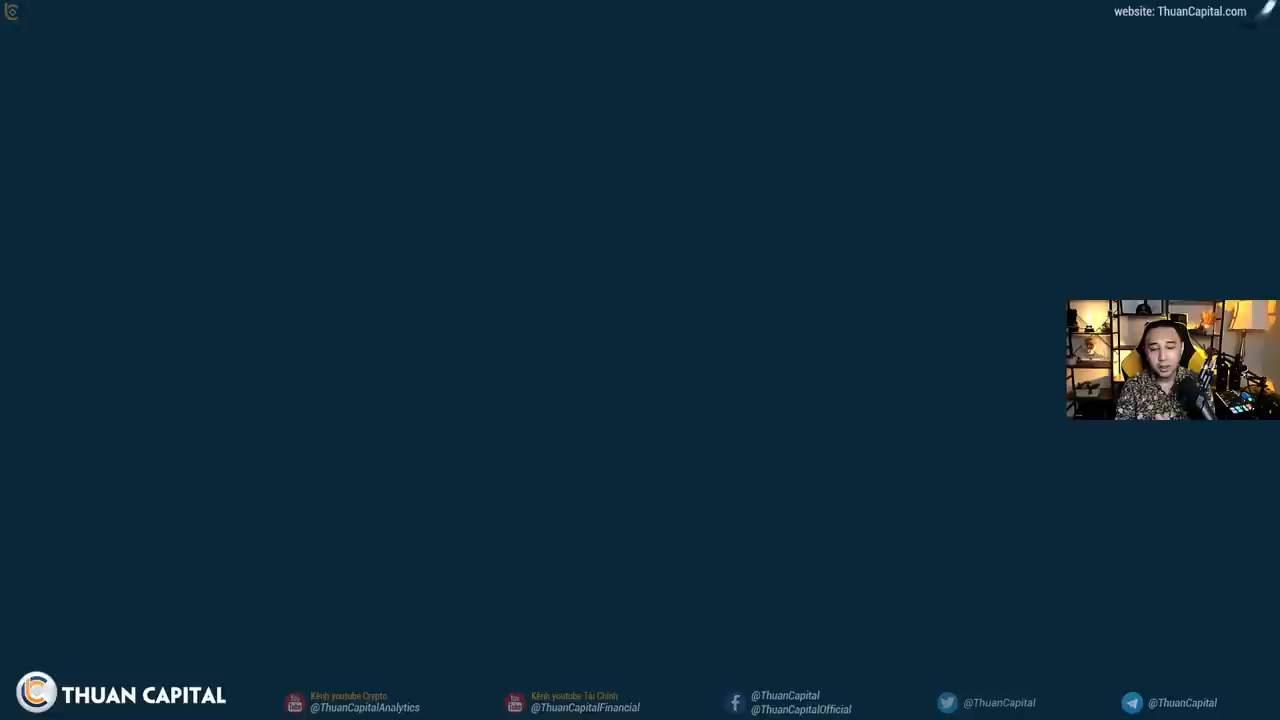 website: ThuanCapital.com
THUAN CAPITAL
Kênh youtube Crypto
@ThuanCapitalAnalytics
Kênh youtube Tài Chính
@ThuanCapitalFinancial
@ThuanCapital
@ThuanCapitalOfficial
@ThuanCapital
@ThuanCapital